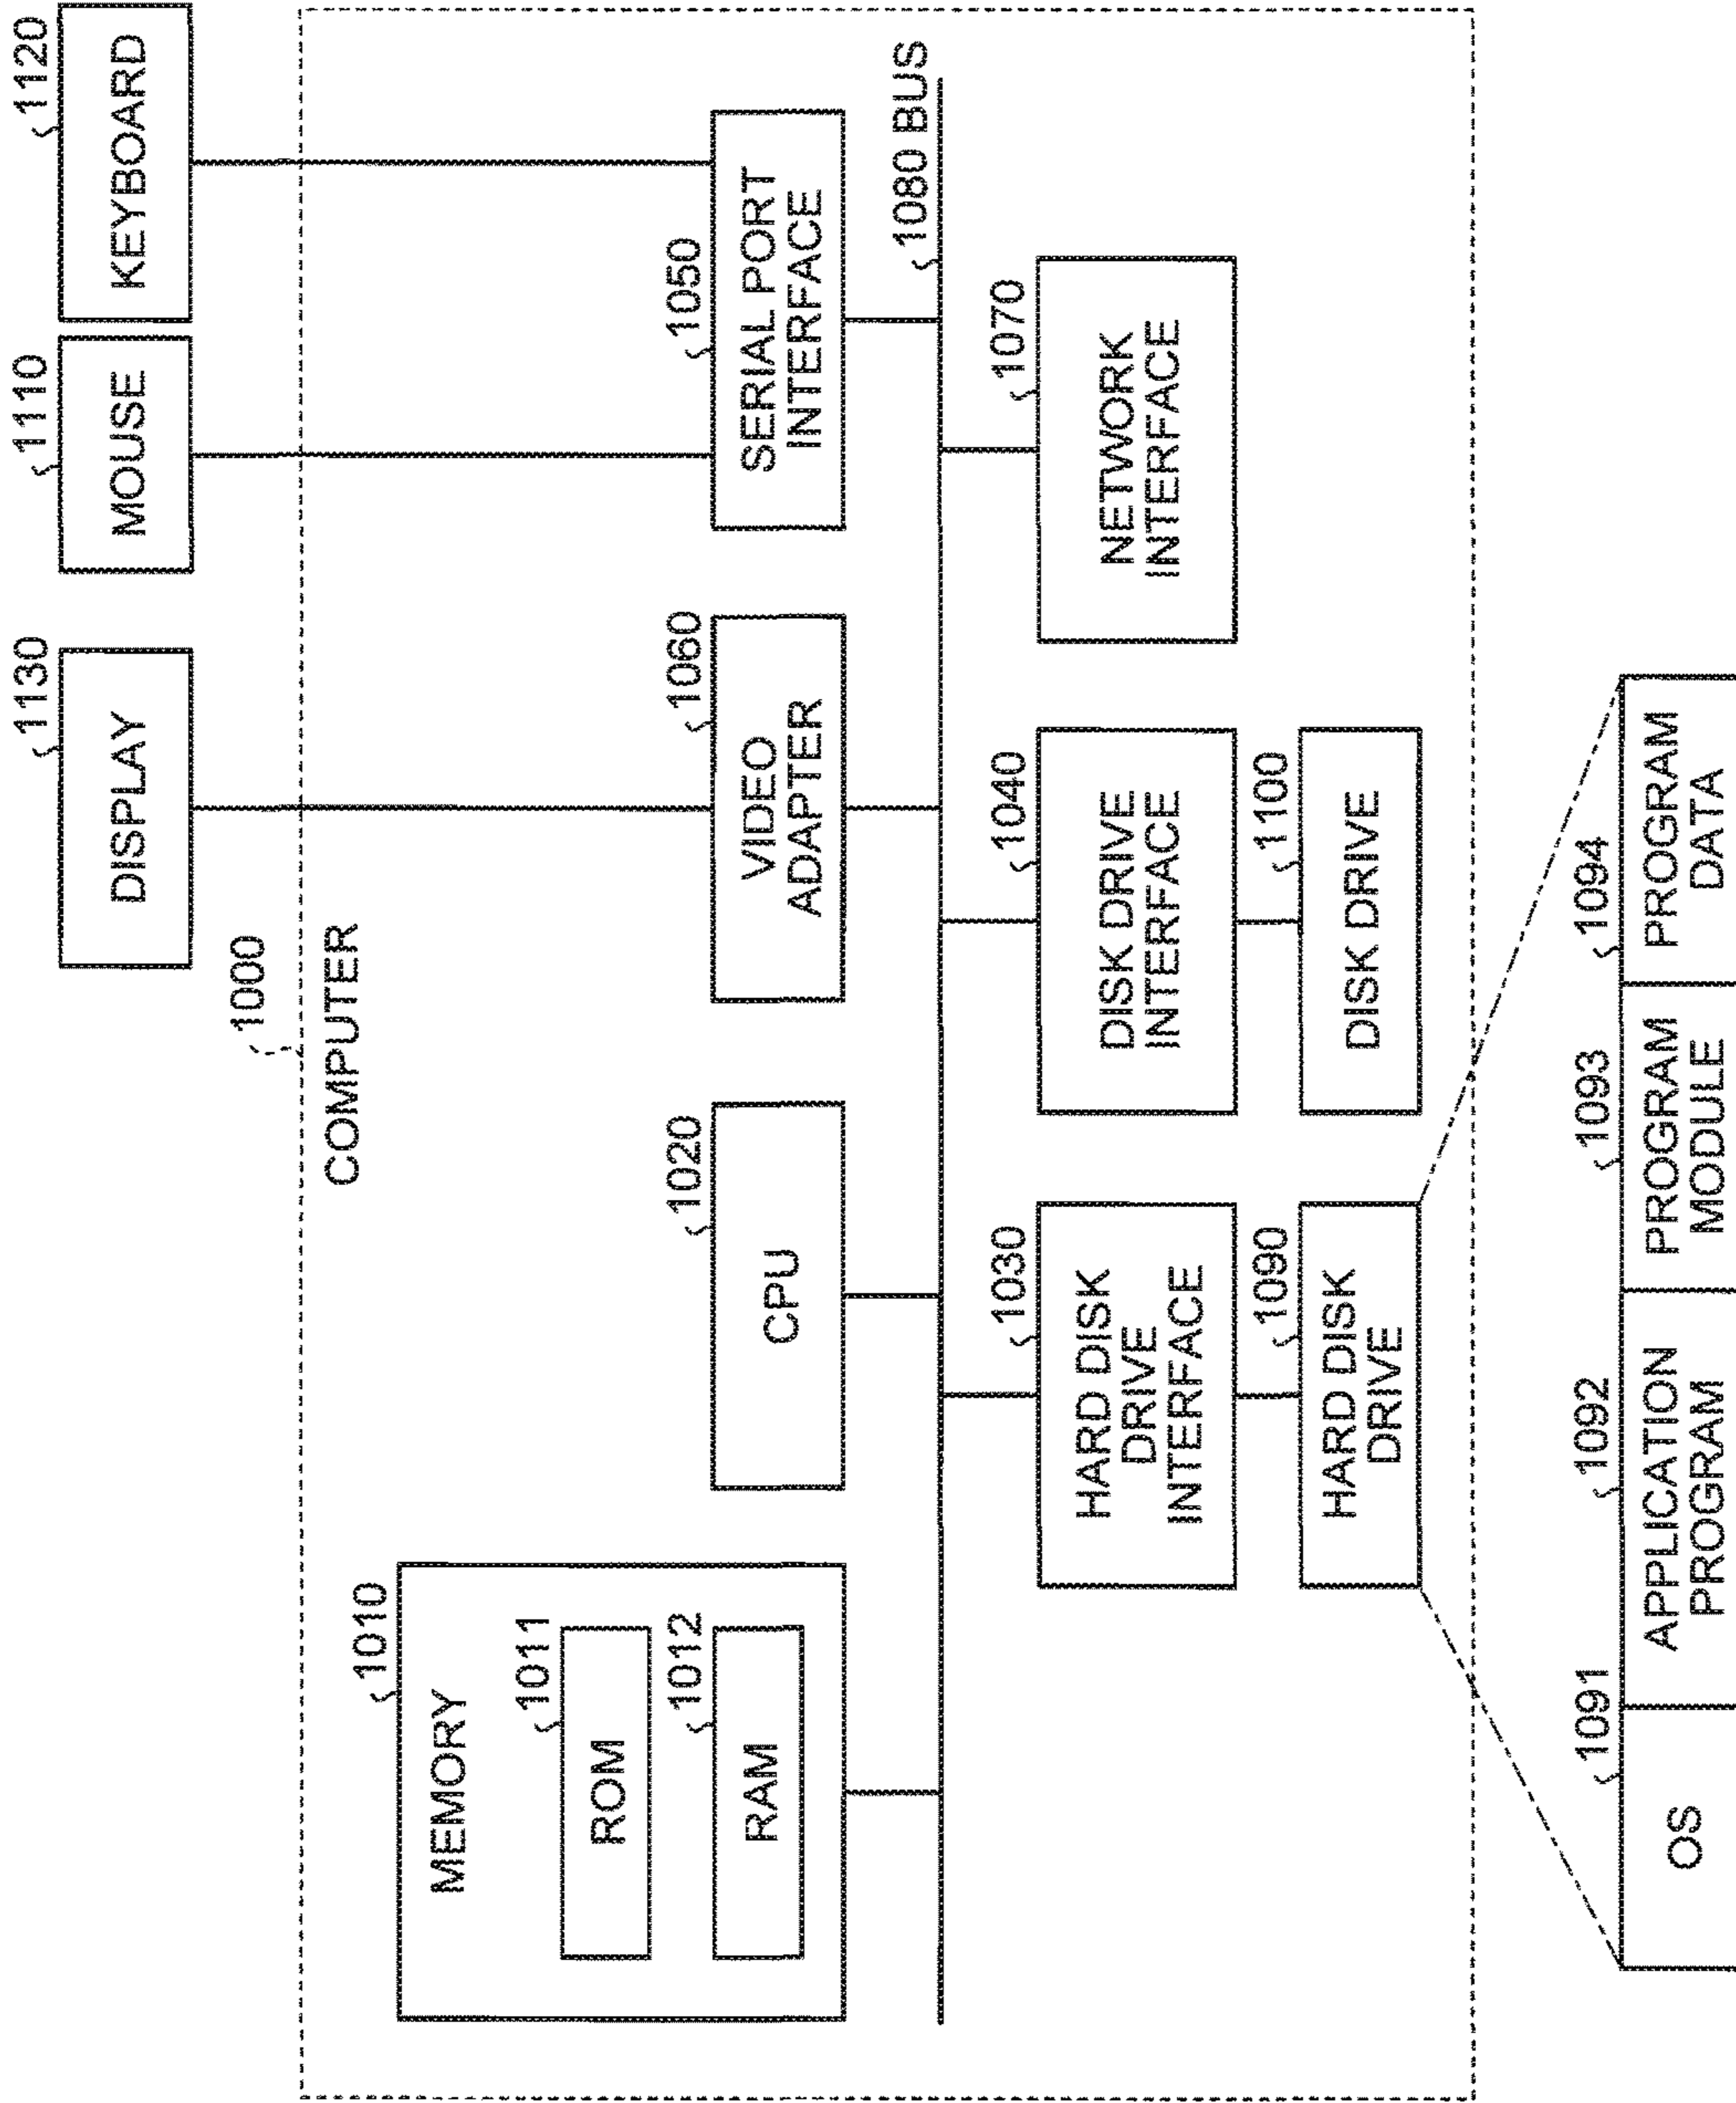 1130
DISPLAY
1110
MOUSE
1120
KEYBOARD
1000
COMPUTER
1010
MEMORY
1011
ROM
1012
RAM
1020
CPU
1060
VIDEO
ADAPTER
1050
SERIAL PORT
INTERFACE
1080 BUS
1030
HARD DISK
DRIVE
INTERFACE
1040
DISK DRIVE
INTERFACE
1070
NETWORK
INTERFACE
1090
HARD DISK
DRIVE
1100
DISK DRIVE
1091
OS
1092
APPLICATION
PROGRAM
1093
PROGRAM
MODULE
1094
PROGRAM
DATA